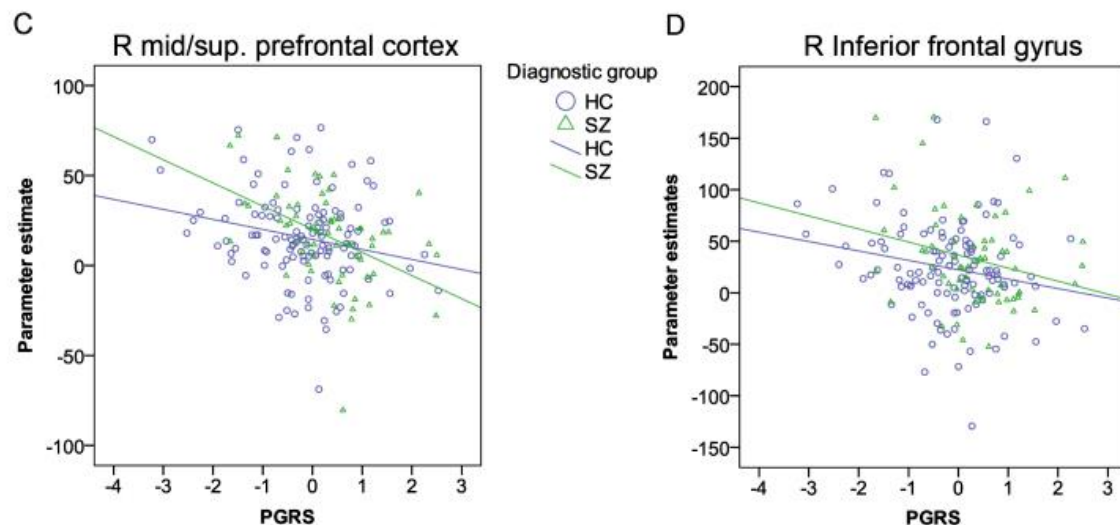 C
R mid/sup. prefrontal cortex
Parameter estimate
100
50
0
-50
-100
-4 -3 -2 -1 0 1 2 3
PGRS
Diagnostic group
HC
SZ
HC
SZ
D
R Inferior frontal gyrus
Parameter estimates
200
150
100
50
0
-50
-100
-150
-4 -3 -2 -1 0 1 2 3
PGRS